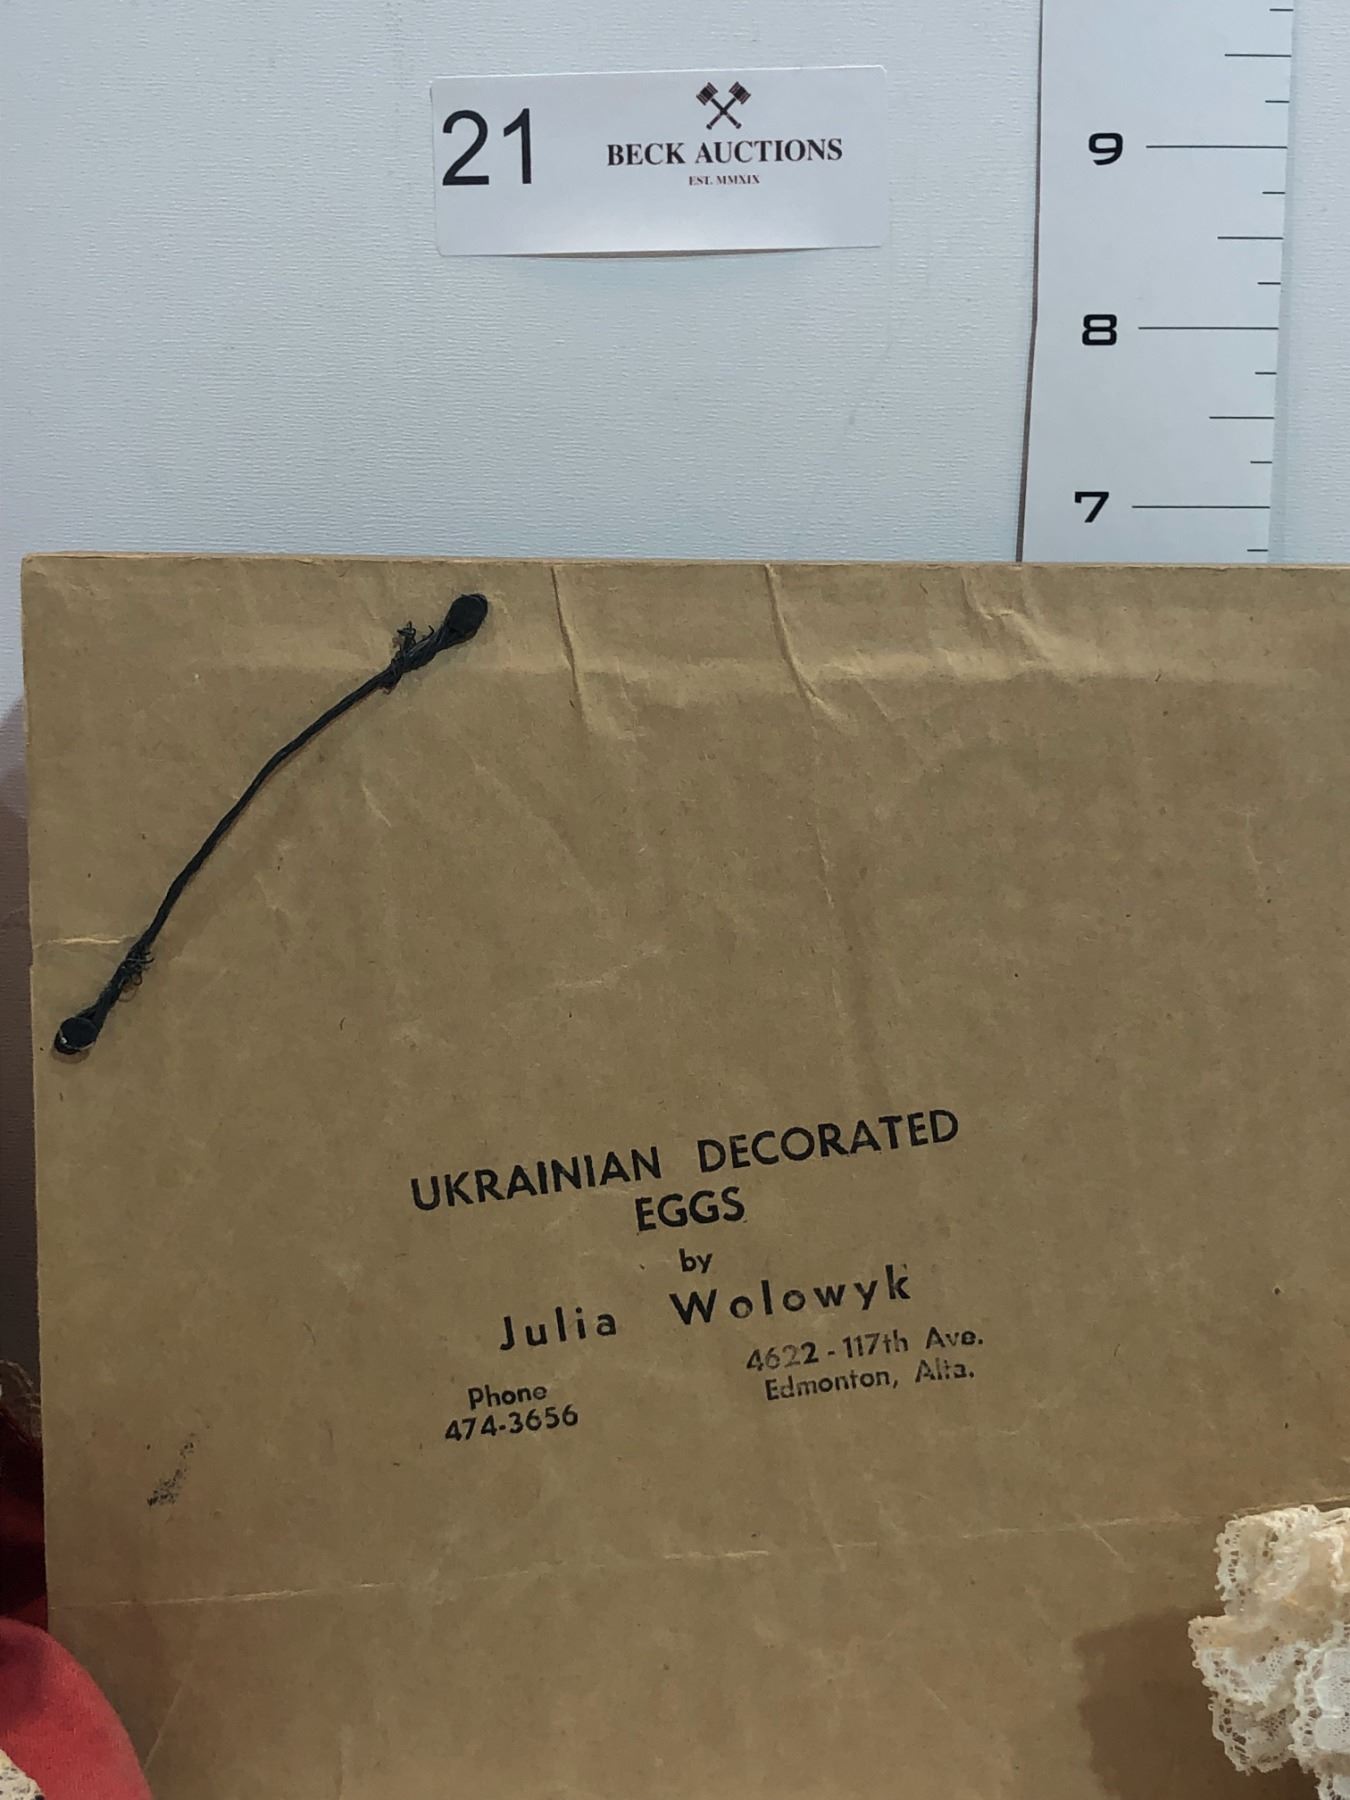 21
BECK AUCTIONS
EST. MMXIX
9
8
7
UKRAINIAN DECORATED
EGGS
by
Julia Wolowyk
4622 - 117th Ave.
Edmonton, Alta.
Phone
474-3656